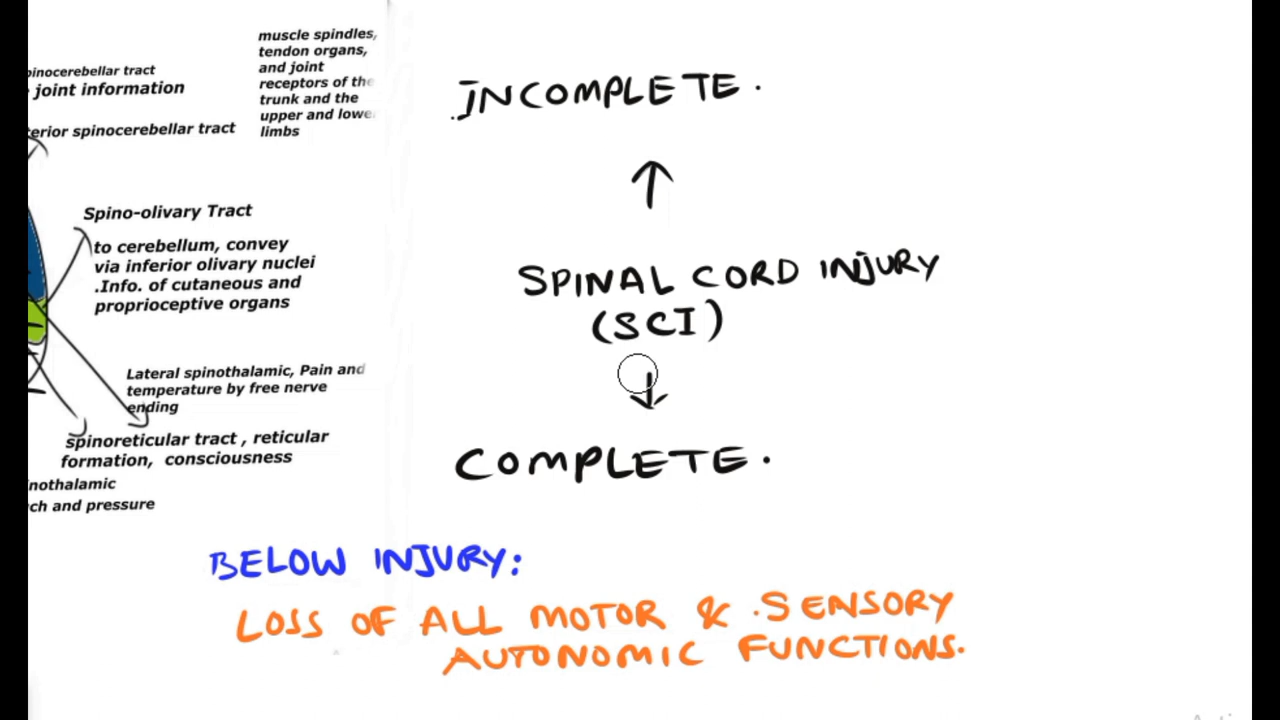 muscle spindles,
tendon organs,
and joint
receptors of the
trunk and the
upper and lowe
limbs
pinocerebellar tract
joint information
terior spinocerebellar tract
Spino-olivary Tract
to cerebellum, convey
via inferior olivary nuclei
.Info. of cutaneous and
proprioceptive organs
Lateral spinothalamic, Pain and
temperature by free nerve
ending
spinoreticular tract , reticular
formation, consciousness
inothalamic
ch and pressure
INCOMPLETE.
SPINAL CORD INJURY
(SCI)
COMPLETE.
BELOW INJURY:
LOSS OF ALL MOTOR & SENSORY
AUTONOMIC FUNCTIONS.